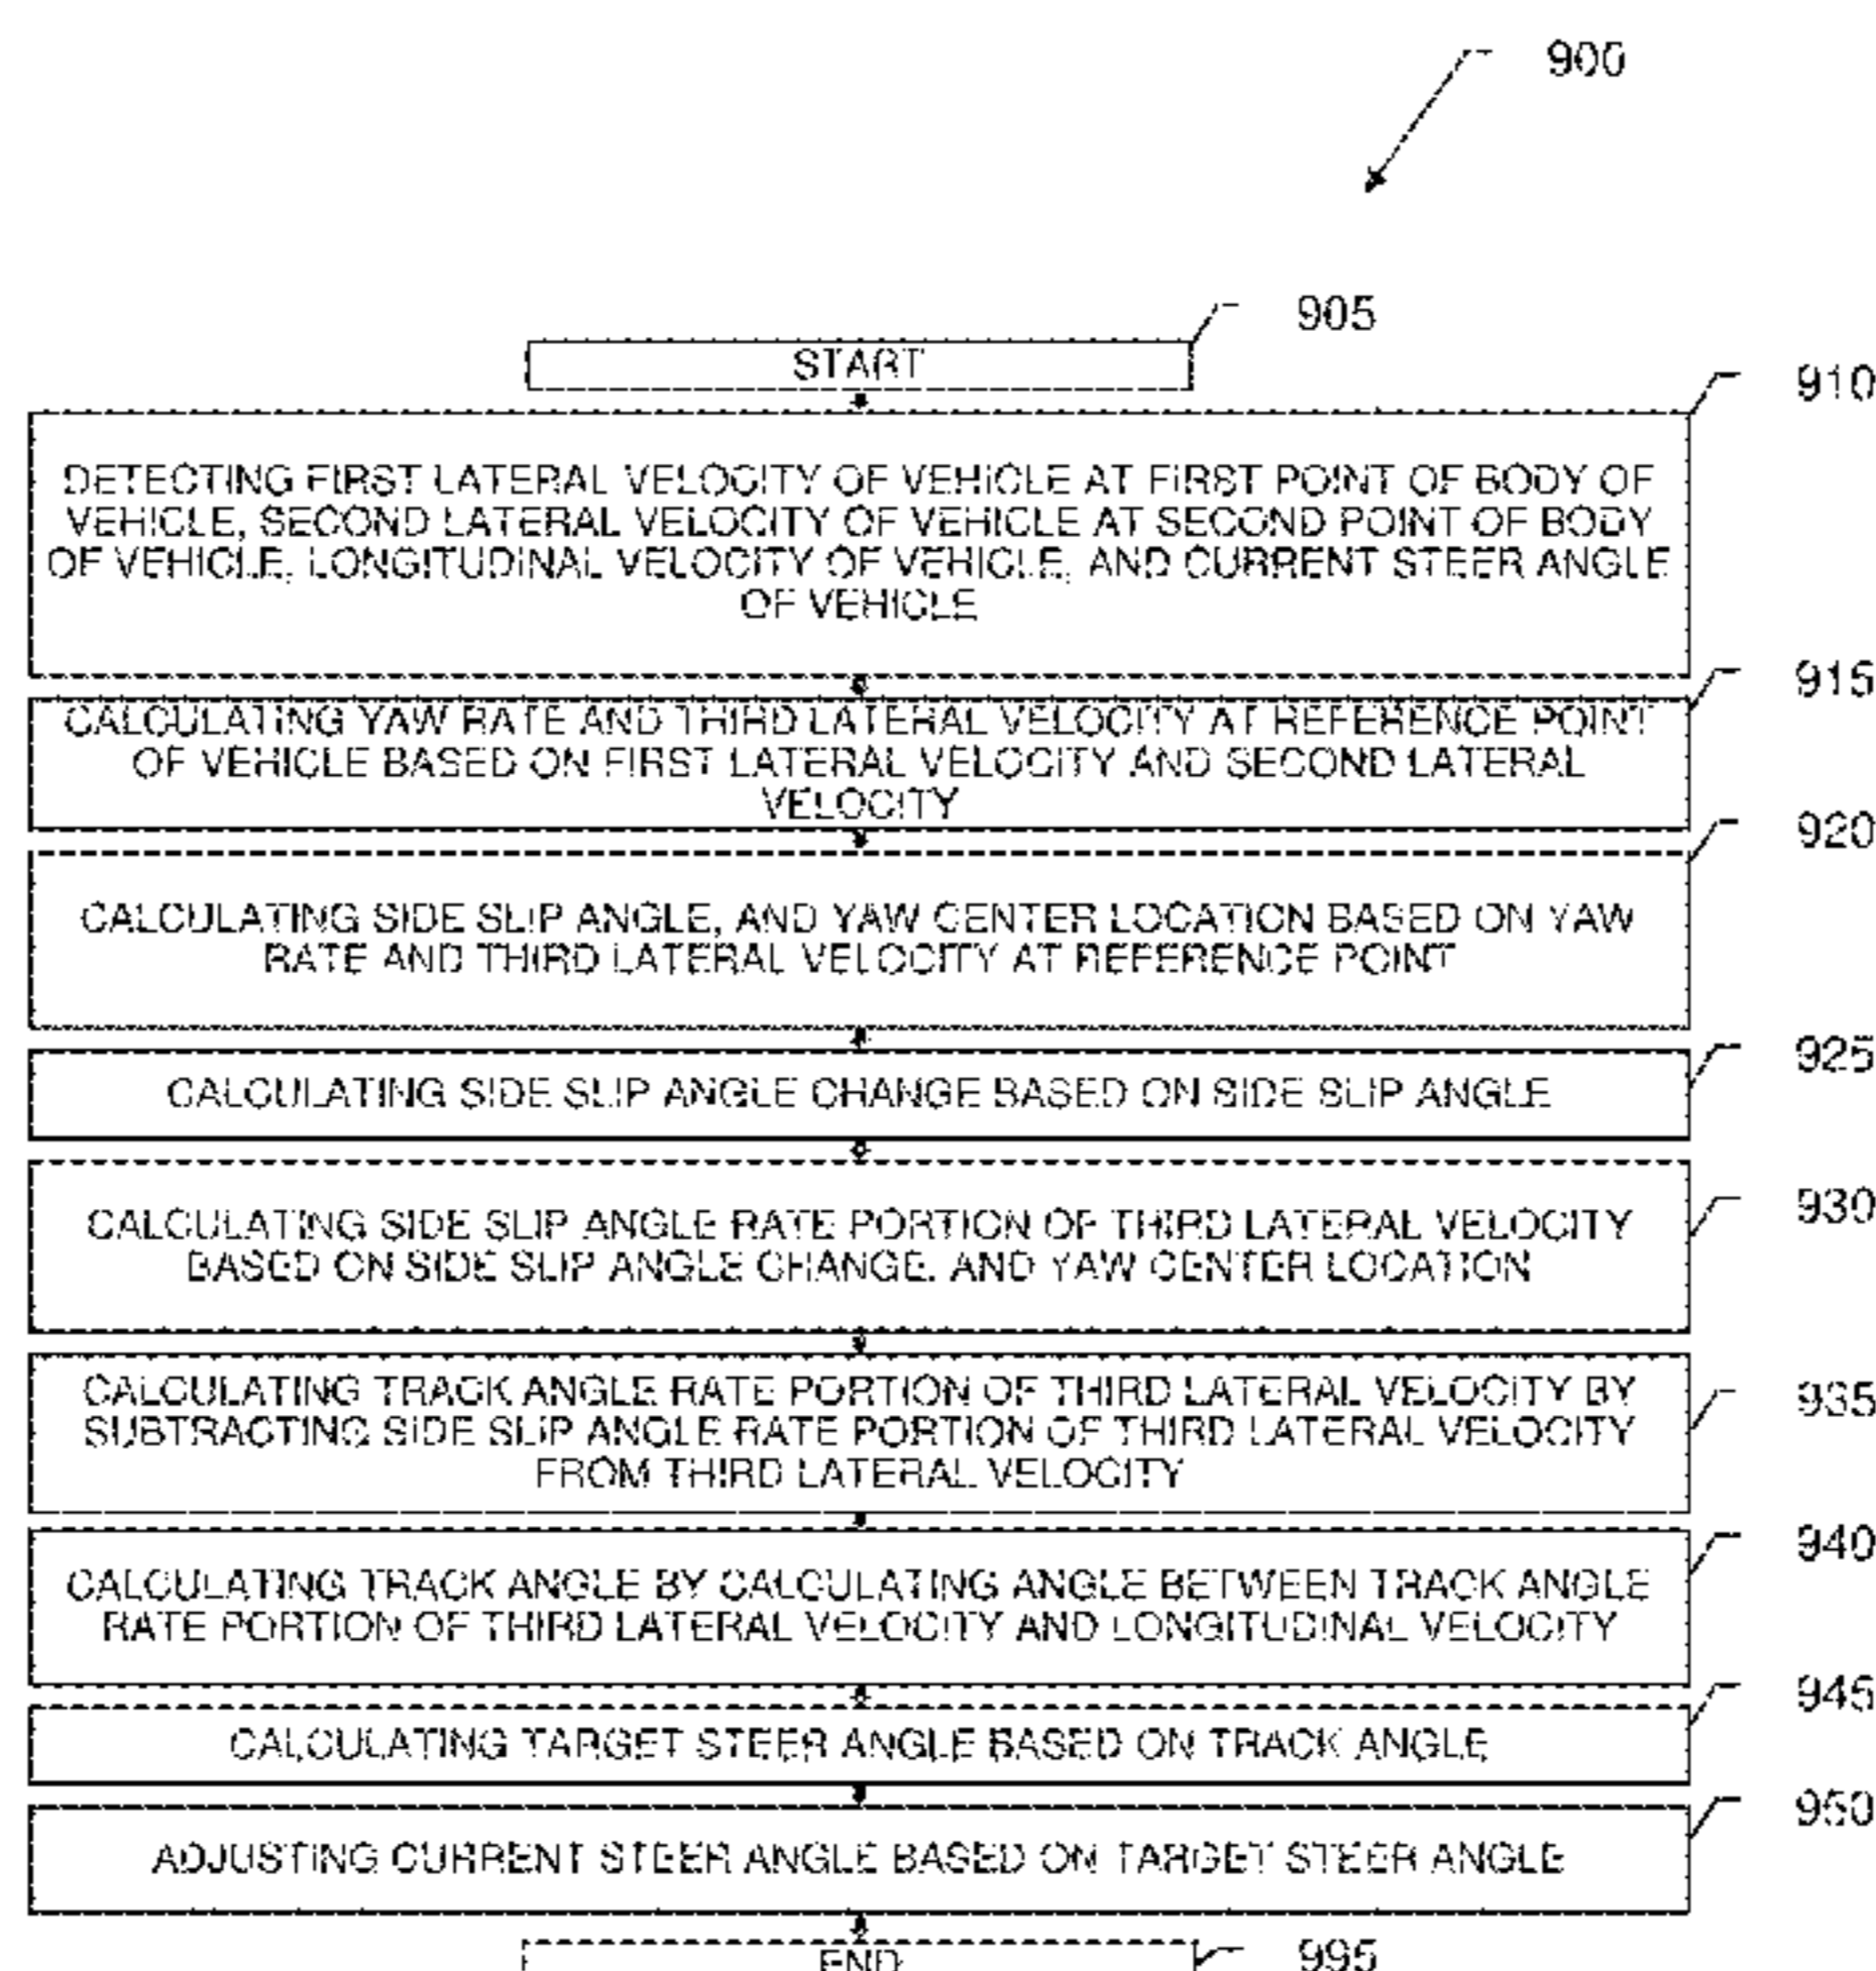 900
START
905
DETECTING FIRST LATERAL VELOCITY OF VEHICLE AT FIRST POINT OF BODY OF
VEHICLE, SECOND LATERAL VELOCITY OF VEHICLE AT SECOND POINT OF BODY
OF VEHICLE, LONGITUDINAL VELOCITY OF VEHICLE, AND CURRENT STEER ANGLE
OF VEHICLE
910
CALCULATING YAW RATE AND THIRD LATERAL VELOCITY AT REFERENCE POINT
OF VEHICLE BASED ON FIRST LATERAL VELOCITY AND SECOND LATERAL
VELOCITY
915
CALCULATING SIDE SLIP ANGLE, AND YAW CENTER LOCATION BASED ON YAW
RATE AND THIRD LATERAL VELOCITY AT REFERENCE POINT
920
CALCULATING SIDE SLIP ANGLE CHANGE BASED ON SIDE SLIP ANGLE
925
CALCULATING SIDE SLIP ANGLE RATE PORTION OF THIRD LATERAL VELOCITY
BASED ON SIDE SLIP ANGLE CHANGE, AND YAW CENTER LOCATION
930
CALCULATING TRACK ANGLE RATE PORTION OF THIRD LATERAL VELOCITY BY
SUBTRACTING SIDE SLIP ANGLE RATE PORTION OF THIRD LATERAL VELOCITY
FROM THIRD LATERAL VELOCITY
935
CALCULATING TRACK ANGLE BY CALCULATING ANGLE BETWEEN TRACK ANGLE
RATE PORTION OF THIRD LATERAL VELOCITY AND LONGITUDINAL VELOCITY
940
CALCULATING TARGET STEER ANGLE BASED ON TRACK ANGLE
945
ADJUSTING CURRENT STEER ANGLE BASED ON TARGET STEER ANGLE
950
END
995